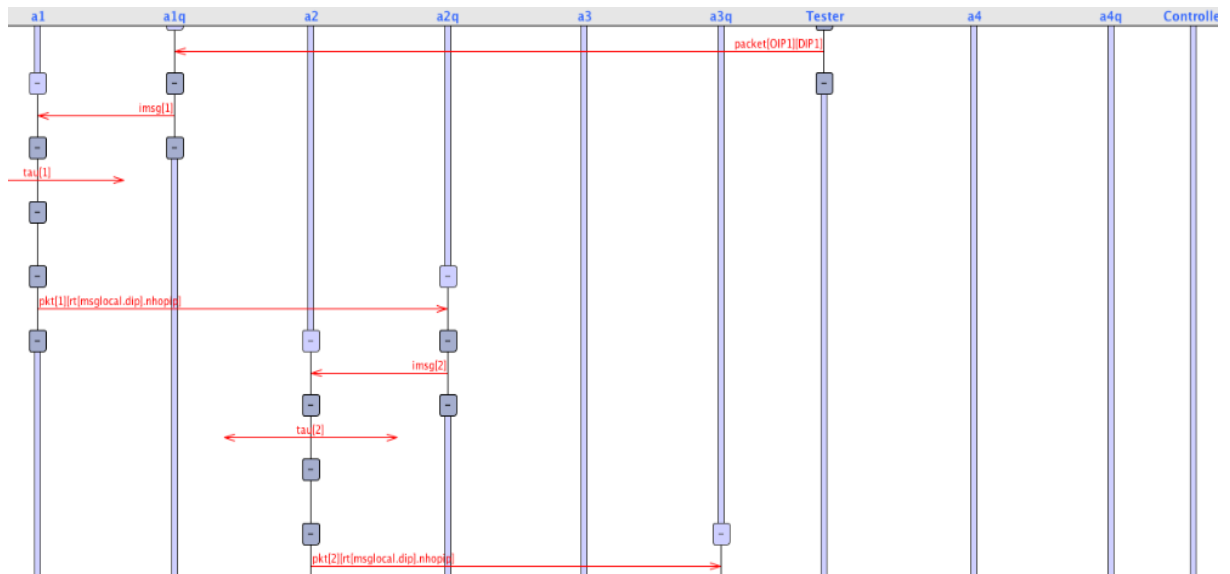 a1 a1q a2 a2q a3 a3q Tester a4 a4q Controlle
packet[OIP1][DIP1]
imsg[1]
tau[1]
pkt[1][rt[msglocal.dip].nhopip]
imsg[2]
tau[2]
pkt[2][rt[msglocal.dip].nhopip]